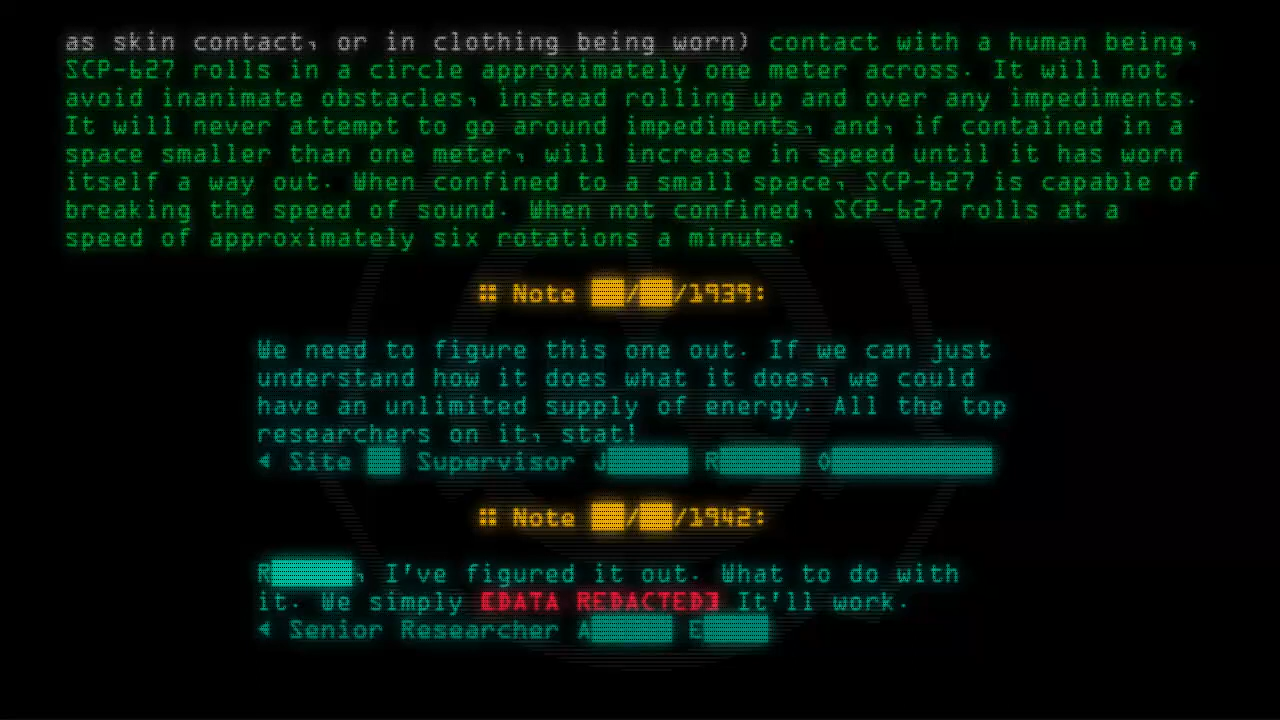 as skin contact, or in clothing being worn) contact with a human being,
SCP-627 rolls in a circle approximately one meter across. It will not
avoid inanimate obstacles, instead rolling up and over any impediments.
It will never attempt to go around impediments, and, if contained in a
space smaller than one meter, will increase in speed until it has worn
itself a way out. When confined to a small space, SCP-627 is capable of
breaking the speed of sound. When not confined, SCP-627 rolls at a
speed of approximately six rotations a minute.
:: Note ██/██/1939:
We need to figure this one out. If we can just
understand how it does what it does, we could
have an unlimited supply of energy. All the top
researchers on it, stat!
◄ Site ██ Supervisor J█████ R█████ O██████████
:: Note ██/██/1942:
R█████, I've figured it out. What to do with
it. We simply [DATA REDACTED] It'll work.
◄ Senior Researcher A█████ E████